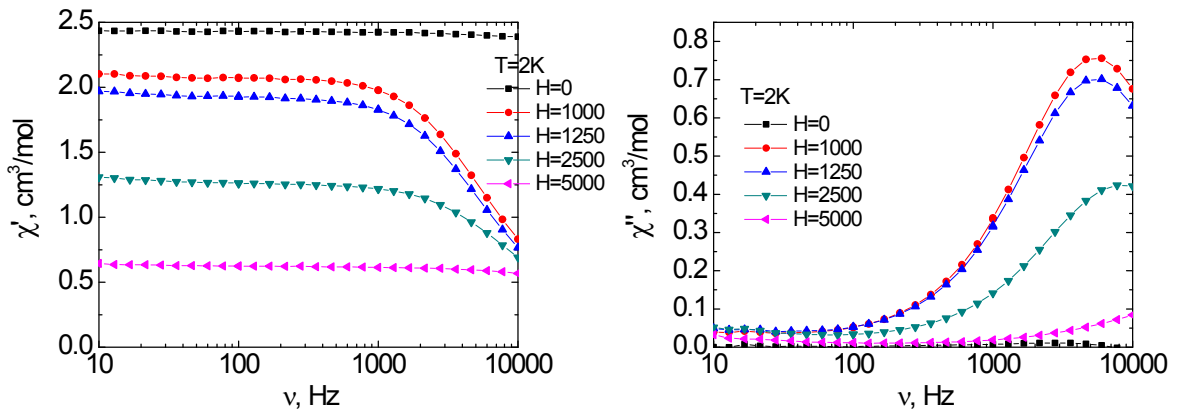 2.5
2.0
1.5
1.0
0.5
0.0
10
100
1000
10000
χ', cm³/mol
ν, Hz
T=2K
H=0
H=1000
H=1250
H=2500
H=5000
0.8
0.7
0.6
0.5
0.4
0.3
0.2
0.1
0.0
10
100
1000
10000
χ'', cm³/mol
ν, Hz
T=2K
H=0
H=1000
H=1250
H=2500
H=5000